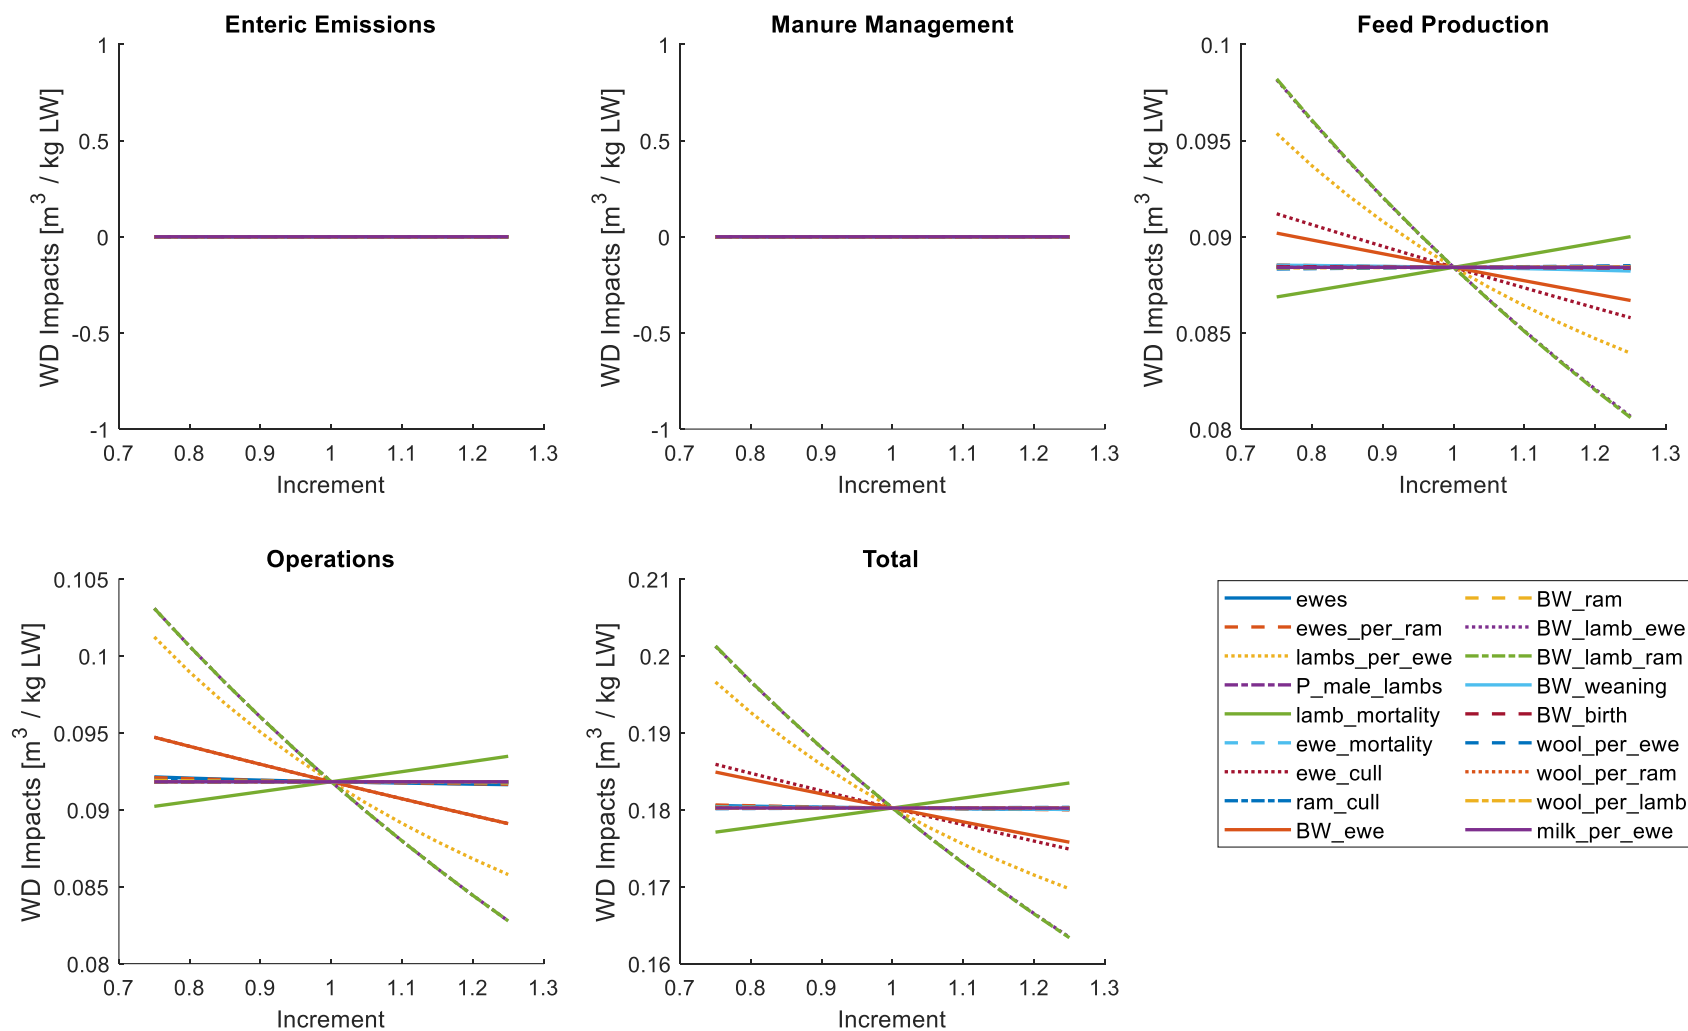 Enteric Emissions
WD Impacts [m³ / kg LW]
1
0.5
0
-0.5
-1
0.7 0.8 0.9 1 1.1 1.2 1.3
Increment
Manure Management
WD Impacts [m³ / kg LW]
1
0.5
0
-0.5
-1
0.7 0.8 0.9 1 1.1 1.2 1.3
Increment
Feed Production
WD Impacts [m³ / kg LW]
0.1
0.095
0.09
0.085
0.08
0.7 0.8 0.9 1 1.1 1.2 1.3
Increment
Operations
WD Impacts [m³ / kg LW]
0.105
0.1
0.095
0.09
0.085
0.08
0.7 0.8 0.9 1 1.1 1.2 1.3
Increment
Total
WD Impacts [m³ / kg LW]
0.21
0.2
0.19
0.18
0.17
0.16
0.7 0.8 0.9 1 1.1 1.2 1.3
Increment
ewes
ewes_per_ram
lambs_per_ewe
P_male_lambs
lamb_mortality
ewe_mortality
ewe_cull
ram_cull
BW_ewe
BW_ram
BW_lamb_ewe
BW_lamb_ram
BW_weaning
BW_birth
wool_per_ewe
wool_per_ram
wool_per_lamb
milk_per_ewe